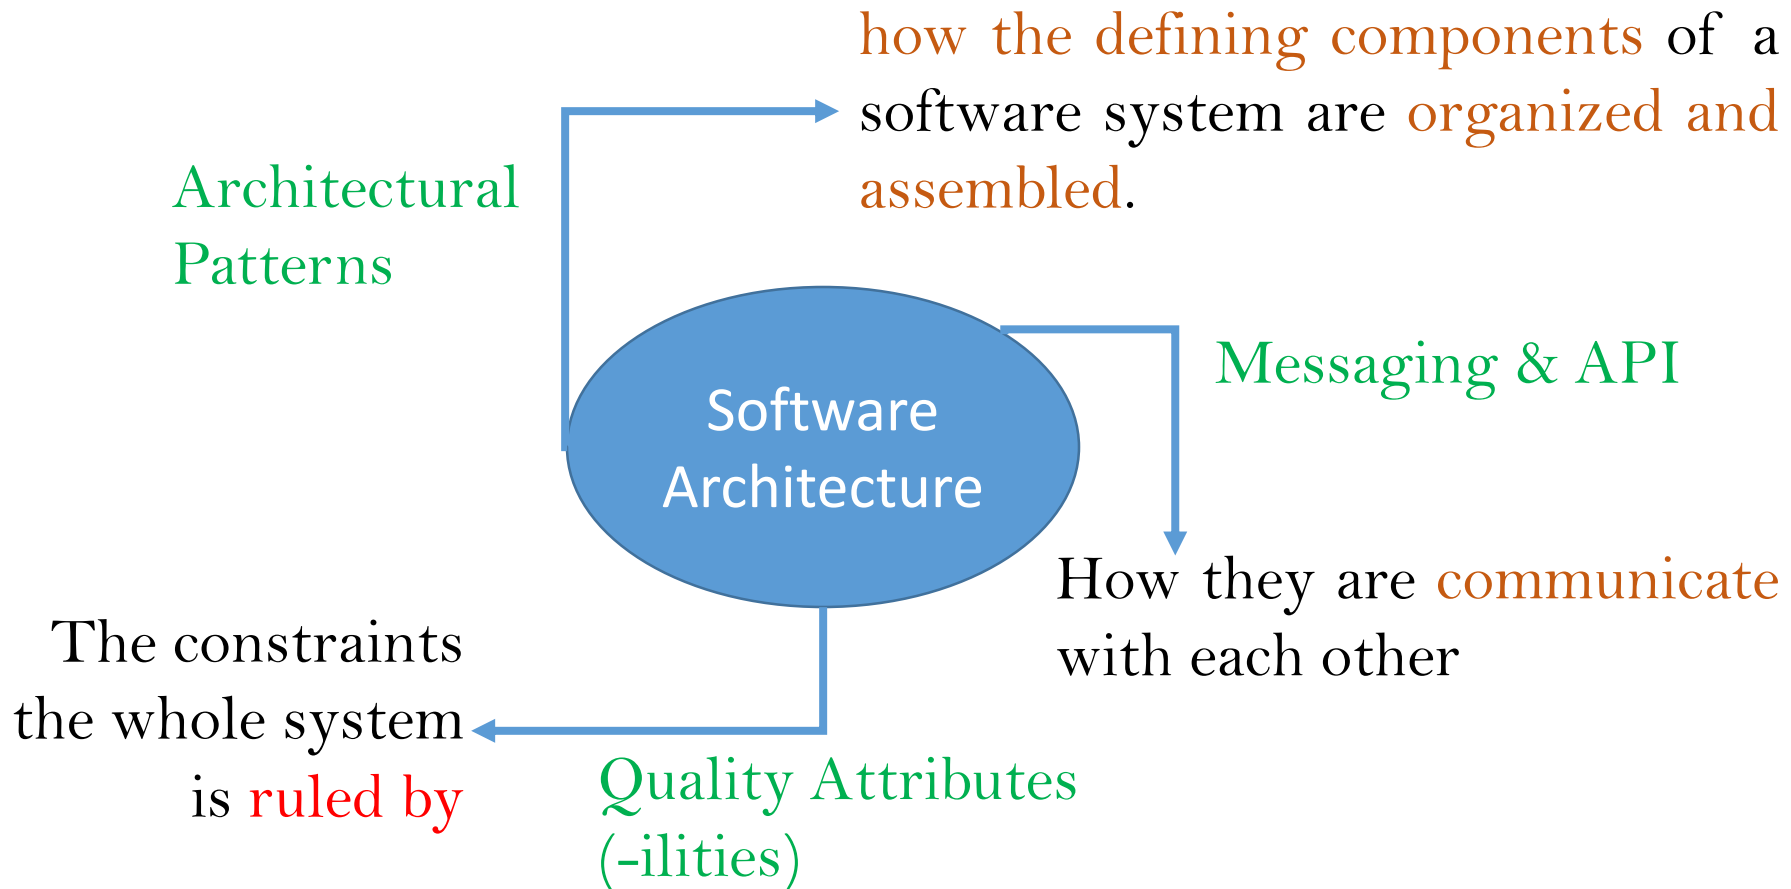 how the defining components of a
software system are organized and
assembled.
Architectural
Patterns
Messaging & API
Software
Architecture
How they are communicate
with each other
The constraints
the whole system
is ruled by
Quality Attributes
(-ilities)